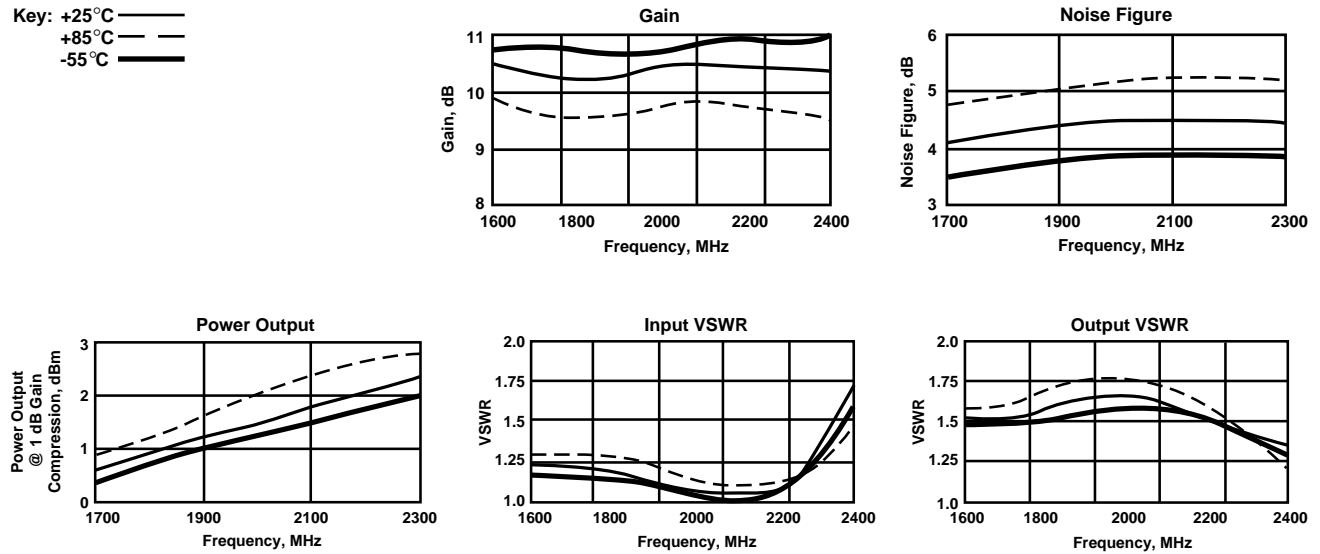 Key: +25°C
+85°C
-55°C
Gain
11
10
9
8
Gain, dB
1600 1800 2000 2200 2400
Frequency, MHz
Noise Figure
6
5
4
3
Noise Figure, dB
1700 1900 2100 2300
Frequency, MHz
Power Output
3
2
1
0
Power Output
@ 1 dB Gain
Compression, dBm
1700 1900 2100 2300
Frequency, MHz
Input VSWR
2.0
1.75
1.5
1.25
1.0
VSWR
1600 1800 2000 2200 2400
Frequency, MHz
Output VSWR
2.0
1.75
1.5
1.25
1.0
VSWR
1600 1800 2000 2200 2400
Frequency, MHz